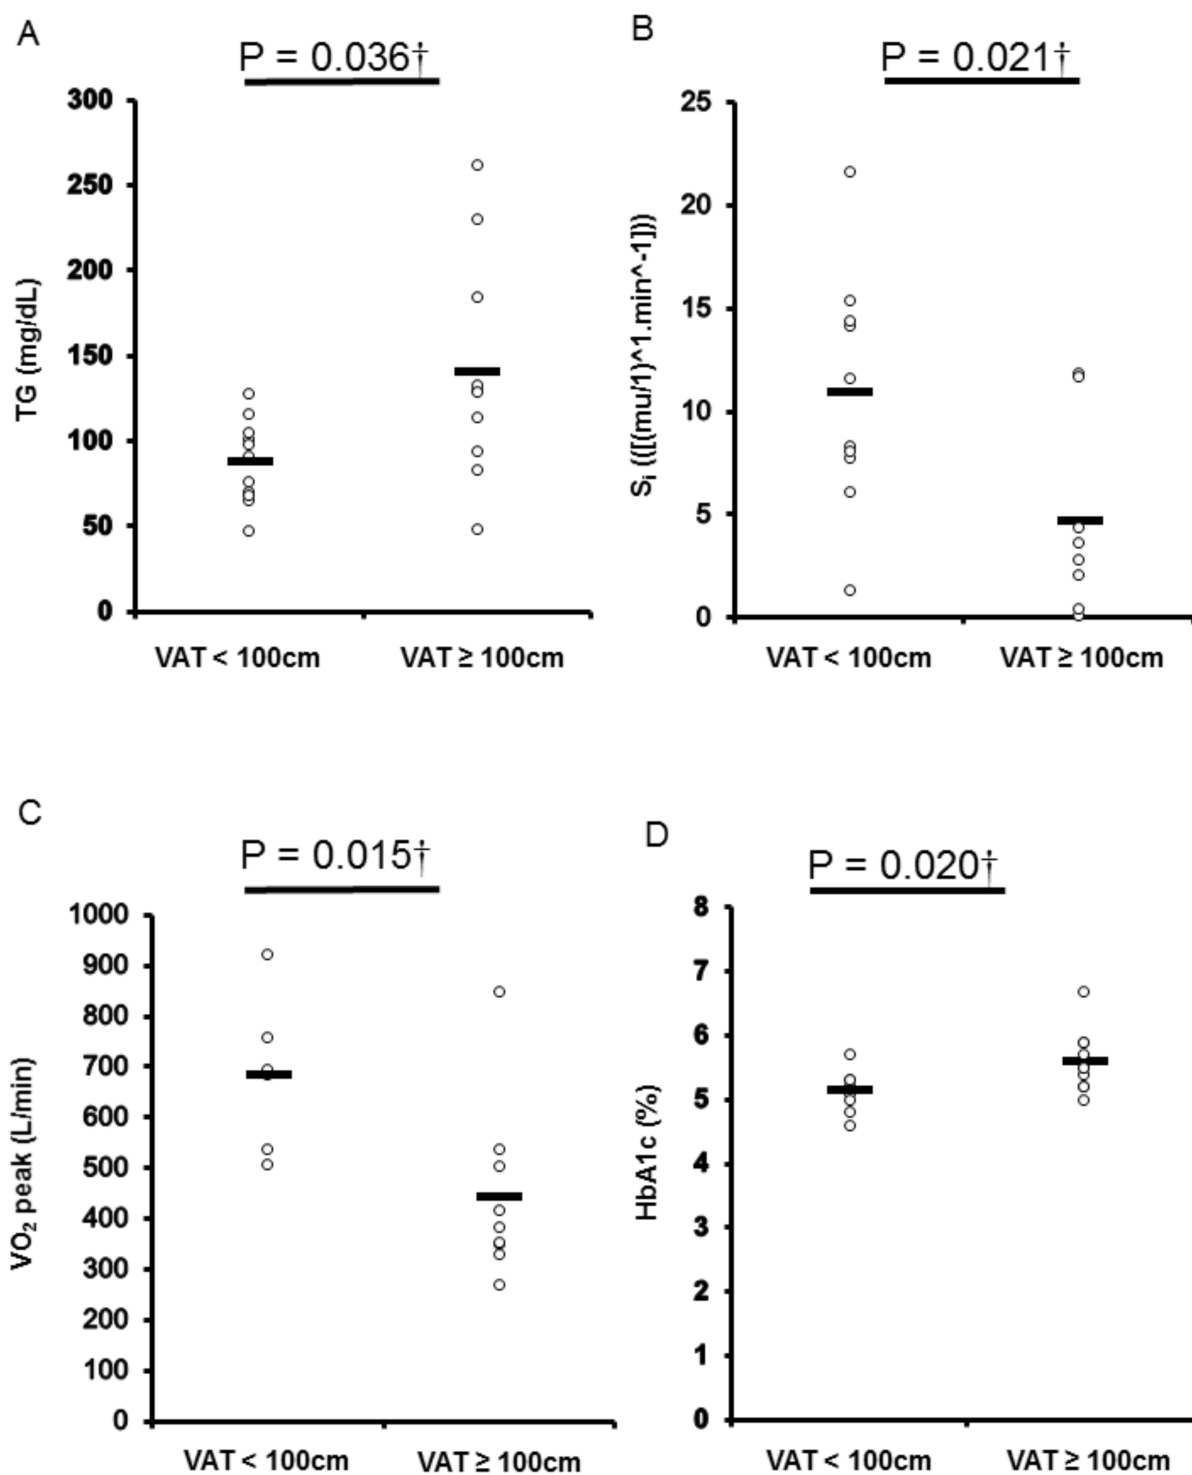 A
P = 0.036†
300
250
200
150
100
50
0
TG (mg/dL)
VAT < 100cm
VAT ≥ 100cm
B
P = 0.021†
25
20
15
10
5
0
Si (([(mu/1)^1.min^-1]))
VAT < 100cm
VAT ≥ 100cm
C
P = 0.015†
1000
900
800
700
600
500
400
300
200
100
0
VO2 peak (L/min)
VAT < 100cm
VAT ≥ 100cm
D
P = 0.020†
8
7
6
5
4
3
2
1
0
HbA1c (%)
VAT < 100cm
VAT ≥ 100cm